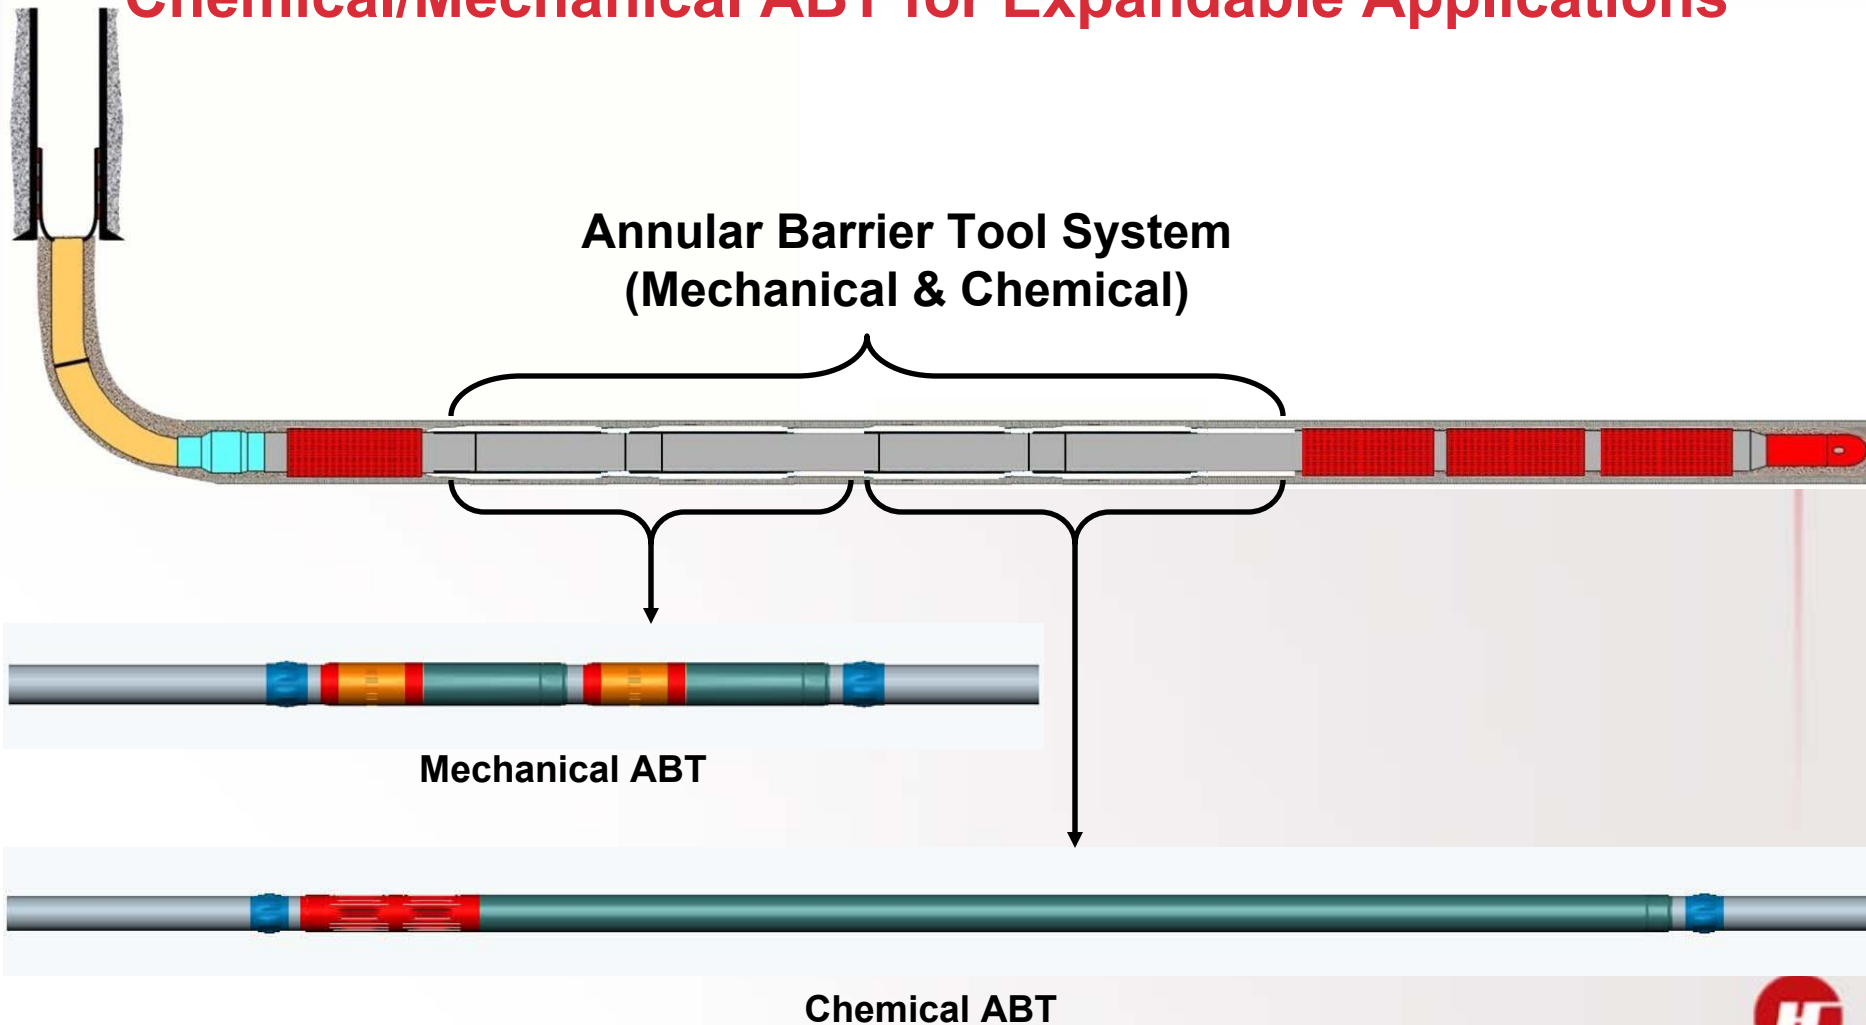 Chemical/Mechanical ABT for Expandable Applications
Annular Barrier Tool System
(Mechanical & Chemical)
Mechanical ABT
Chemical ABT